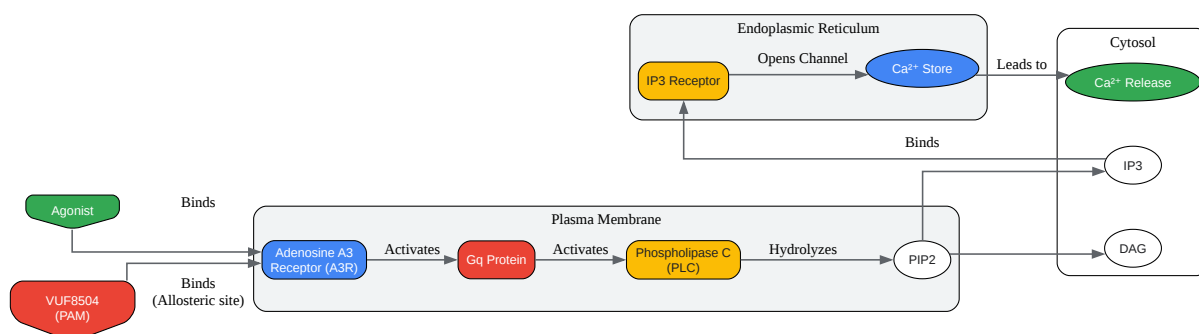 Endoplasmic Reticulum
Cytosol
Opens Channel
IP3 Receptor
Ca²⁺ Store
Leads to
Ca²⁺ Release
Binds
IP3
Agonist
Binds
Plasma Membrane
Adenosine A3
Receptor (A3R)
Activates
Gq Protein
Activates
Phospholipase C
(PLC)
Hydrolyzes
PIP2
DAG
VUF8504
(PAM)
Binds
(Allosteric site)